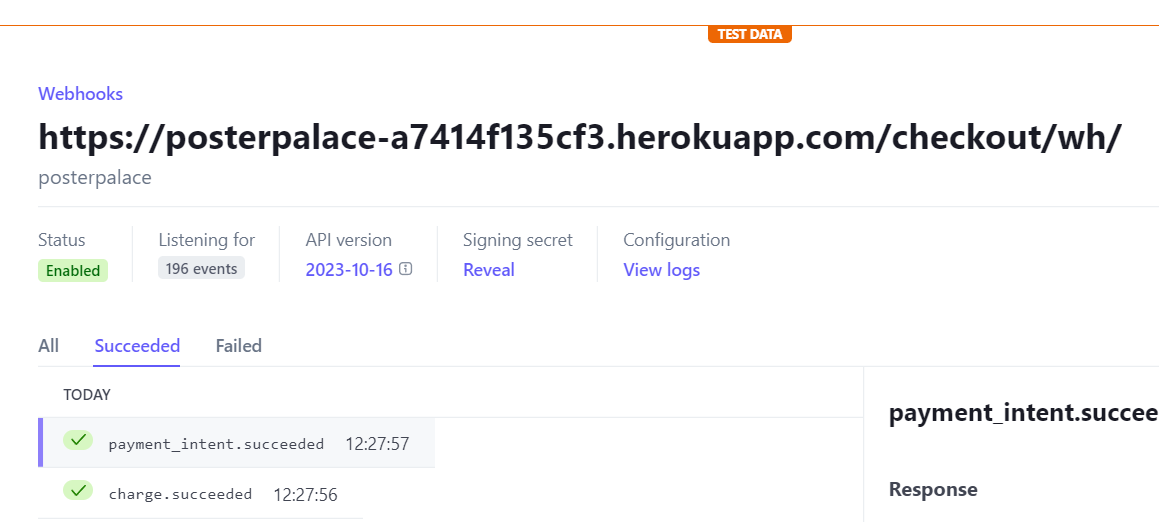 TEST DATA
Webhooks
https://posterpalace-a7414f135cf3.herokuapp.com/checkout/wh/
posterpalace
Status Listening for API version Signing secret Configuration
Enabled 196 events 2023-10-16 Reveal View logs
All Succeeded Failed
TODAY
payment_intent.succee
payment_intent.succeeded 12:27:57
charge.succeeded 12:27:56
Response